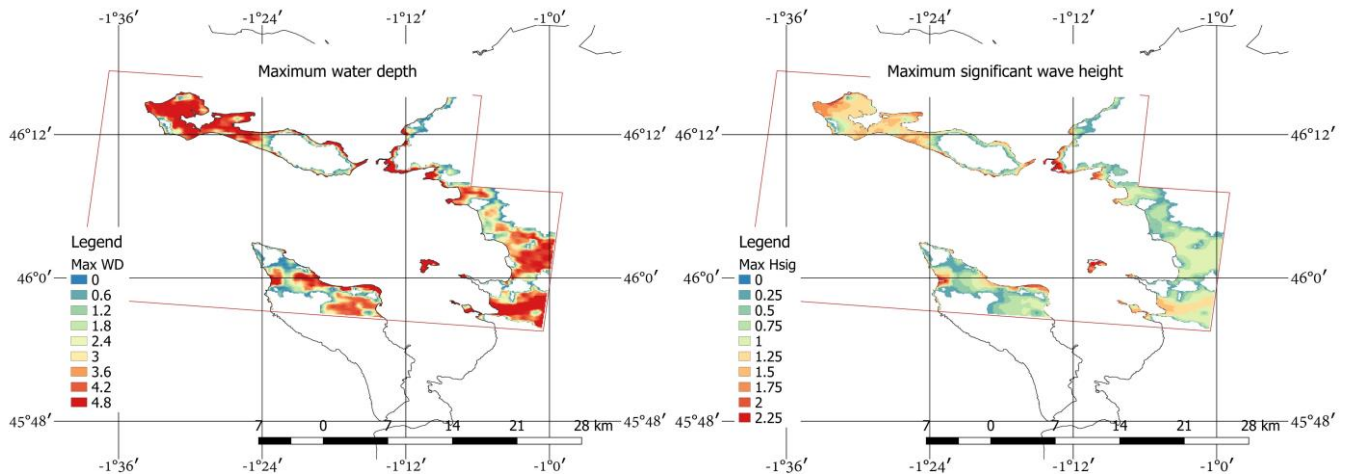 -1°36′ -1°24′ -1°12′ -1°0′
Maximum water depth
46°12′ 46°12′
Legend
Max WD
0
0.6
1.2
1.8
2.4
3
3.6
4.2
4.8
46°0′ 46°0′
45°48′ 45°48′
7 0 7 14 21 28 km
-1°36′ -1°24′ -1°12′ -1°0′
-1°36′ -1°24′ -1°12′ -1°0′
Maximum significant wave height
46°12′ 46°12′
Legend
Max Hsig
0
0.25
0.5
0.75
1
1.25
1.5
1.75
2
2.25
46°0′ 46°0′
45°48′ 45°48′
7 0 7 14 21 28 km
-1°36′ -1°24′ -1°12′ -1°0′